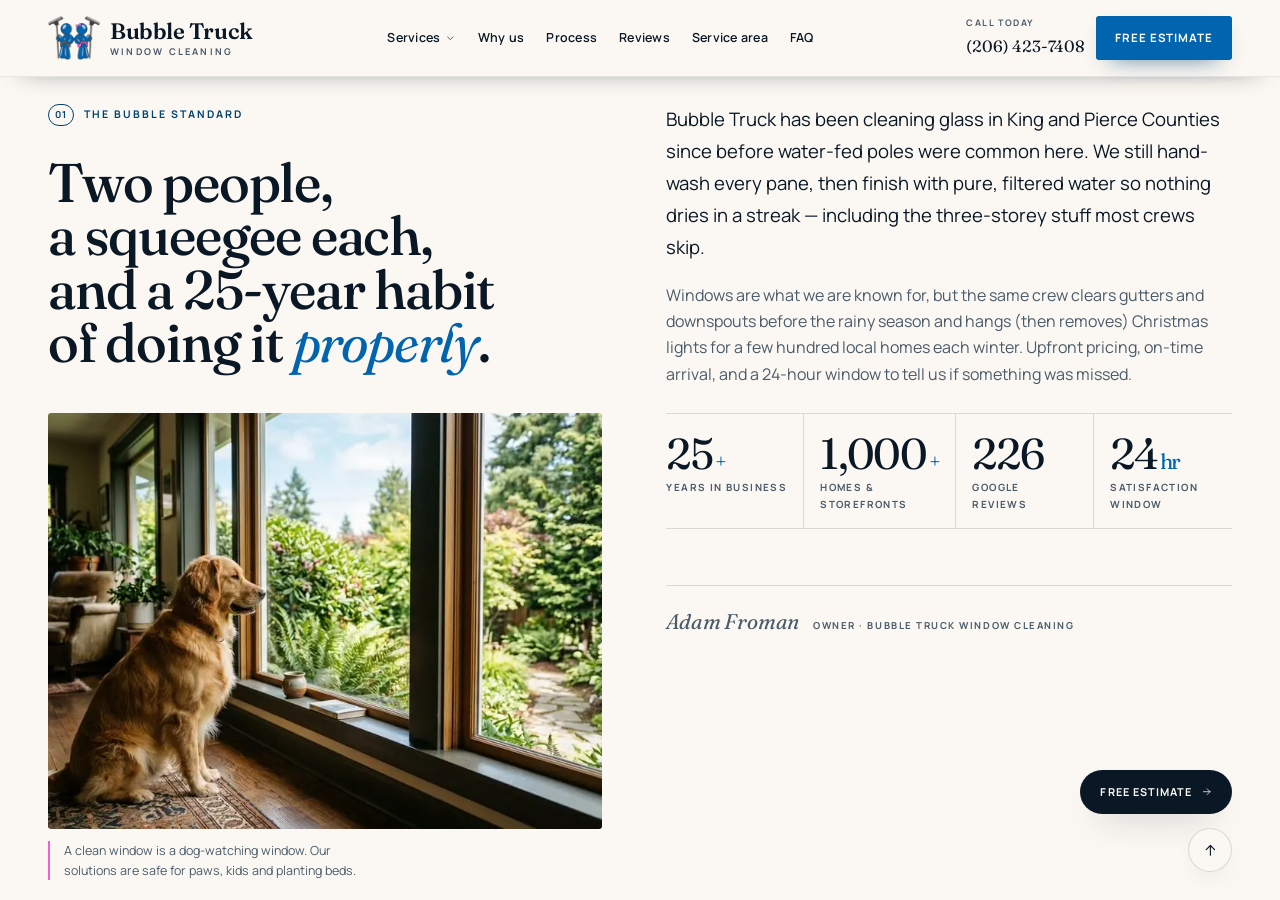 Bubble Truck
WINDOW CLEANING
Services
Why us
Process
Reviews
Service area
FAQ
CALL TODAY
(206) 423-7408
FREE ESTIMATE
01 THE BUBBLE STANDARD
Two people,
a squeegee each,
and a 25-year habit
of doing it properly.
A clean window is a dog-watching window. Our
solutions are safe for paws, kids and planting beds.
Bubble Truck has been cleaning glass in King and Pierce Counties
since before water-fed poles were common here. We still hand-
wash every pane, then finish with pure, filtered water so nothing
dries in a streak — including the three-storey stuff most crews
skip.
Windows are what we are known for, but the same crew clears gutters and
downspouts before the rainy season and hangs (then removes) Christmas
lights for a few hundred local homes each winter. Upfront pricing, on-time
arrival, and a 24-hour window to tell us if something was missed.
25+
YEARS IN BUSINESS
1,000+
HOMES &
STOREFRONTS
226
GOOGLE
REVIEWS
24hr
SATISFACTION
WINDOW
Adam Froman OWNER · BUBBLE TRUCK WINDOW CLEANING
FREE ESTIMATE →
↑